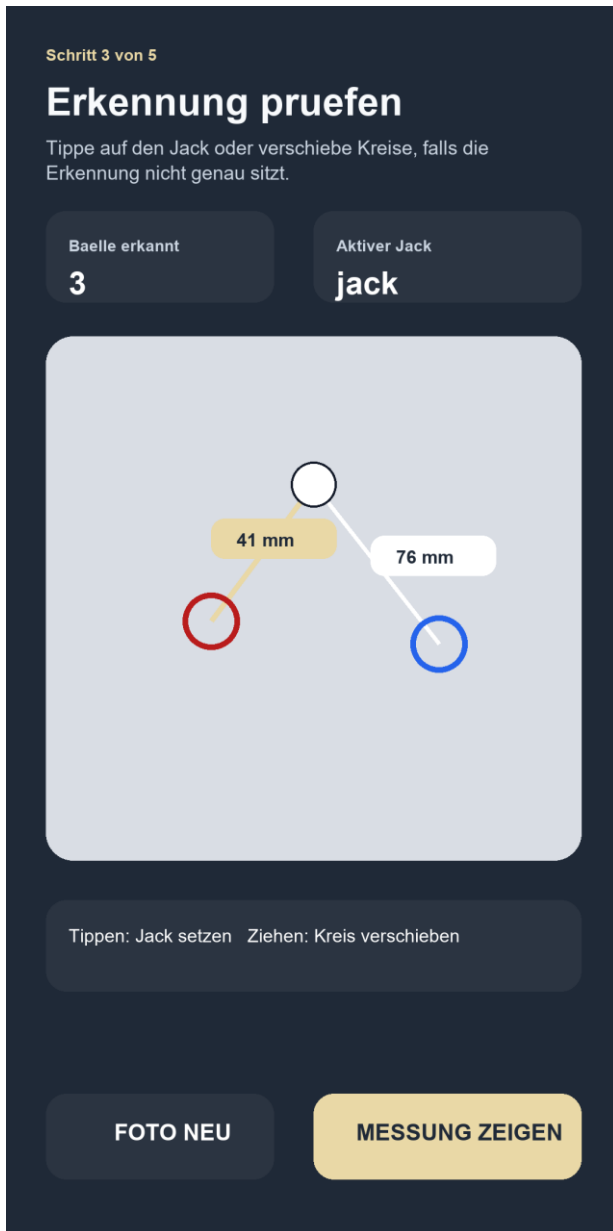 Schritt 3 von 5
Erkennung pruefen
Tippe auf den Jack oder verschiebe Kreise, falls die
Erkennung nicht genau sitzt.
Baelle erkannt
3
Aktiver Jack
jack
41 mm
76 mm
Tippen: Jack setzen   Ziehen: Kreis verschieben
FOTO NEU
MESSUNG ZEIGEN